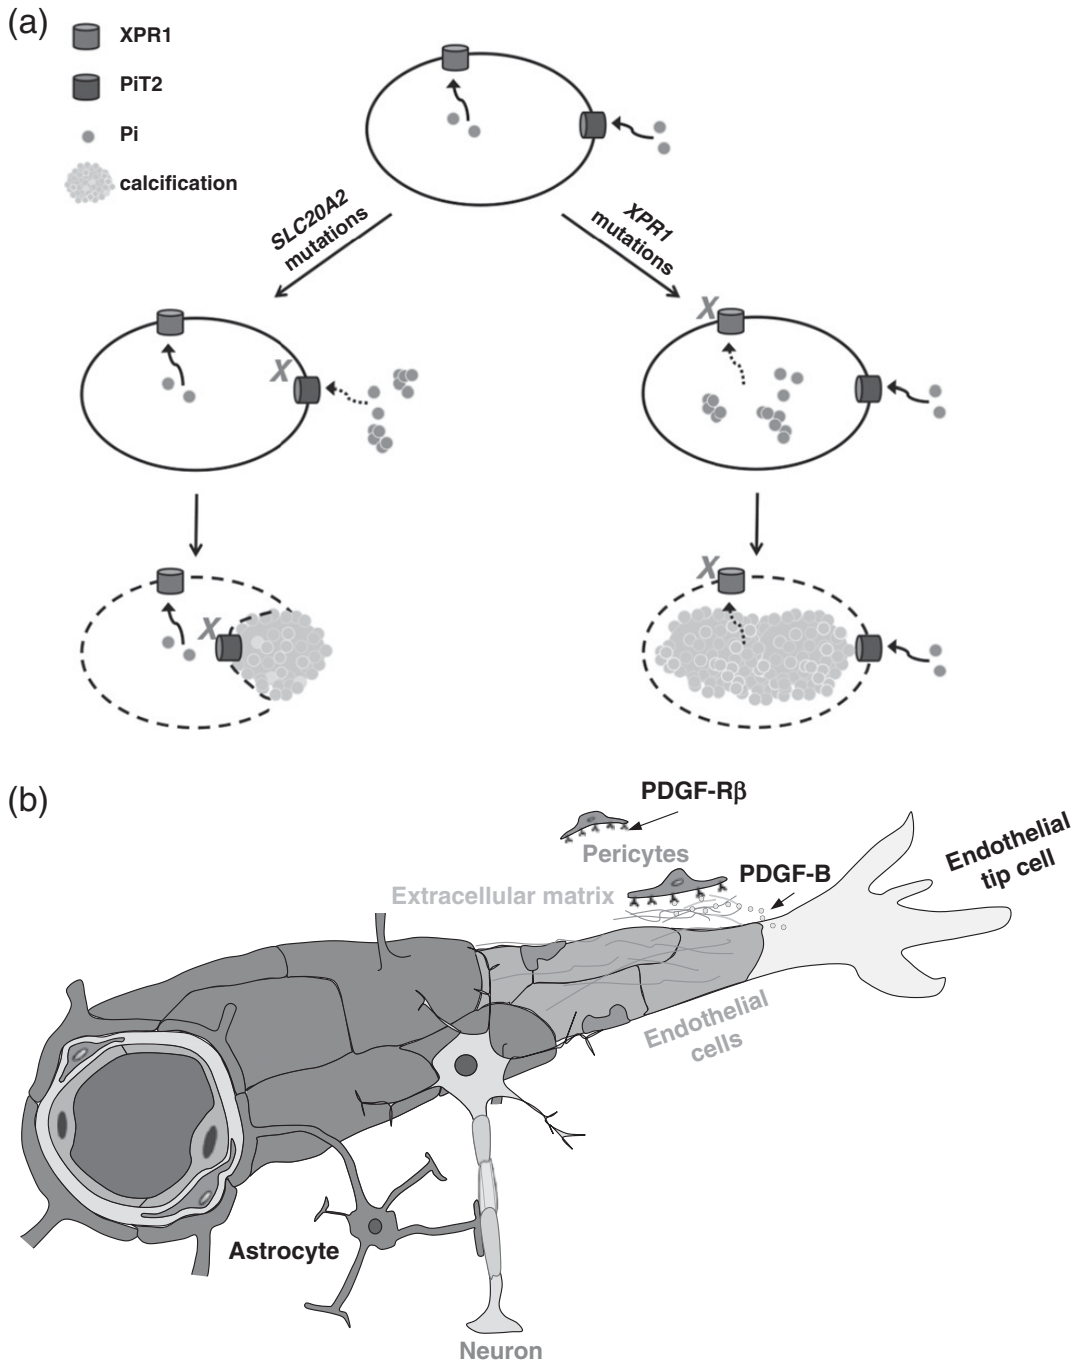 (a)
XPR1
PiT2
Pi
calcification
SLC20A2
mutations
XPR1
mutations
X
X
X
X
(b)
PDGF-Rβ
Pericytes
PDGF-B
Endothelial
tip cell
Extracellular matrix
Endothelial
cells
Astrocyte
Neuron